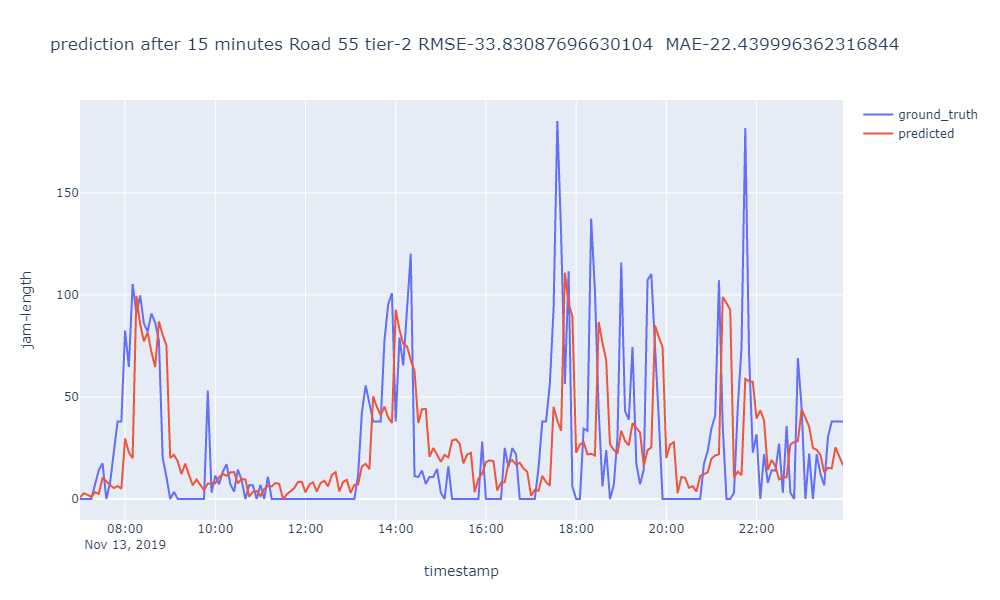 prediction after 15 minutes Road 55 tier-2 RMSE-33.83087696630104  MAE-22.439996362316844
ground_truth
predicted
150
100
50
0
jam-length
08:00 10:00 12:00 14:00 16:00 18:00 20:00 22:00
Nov 13, 2019
timestamp